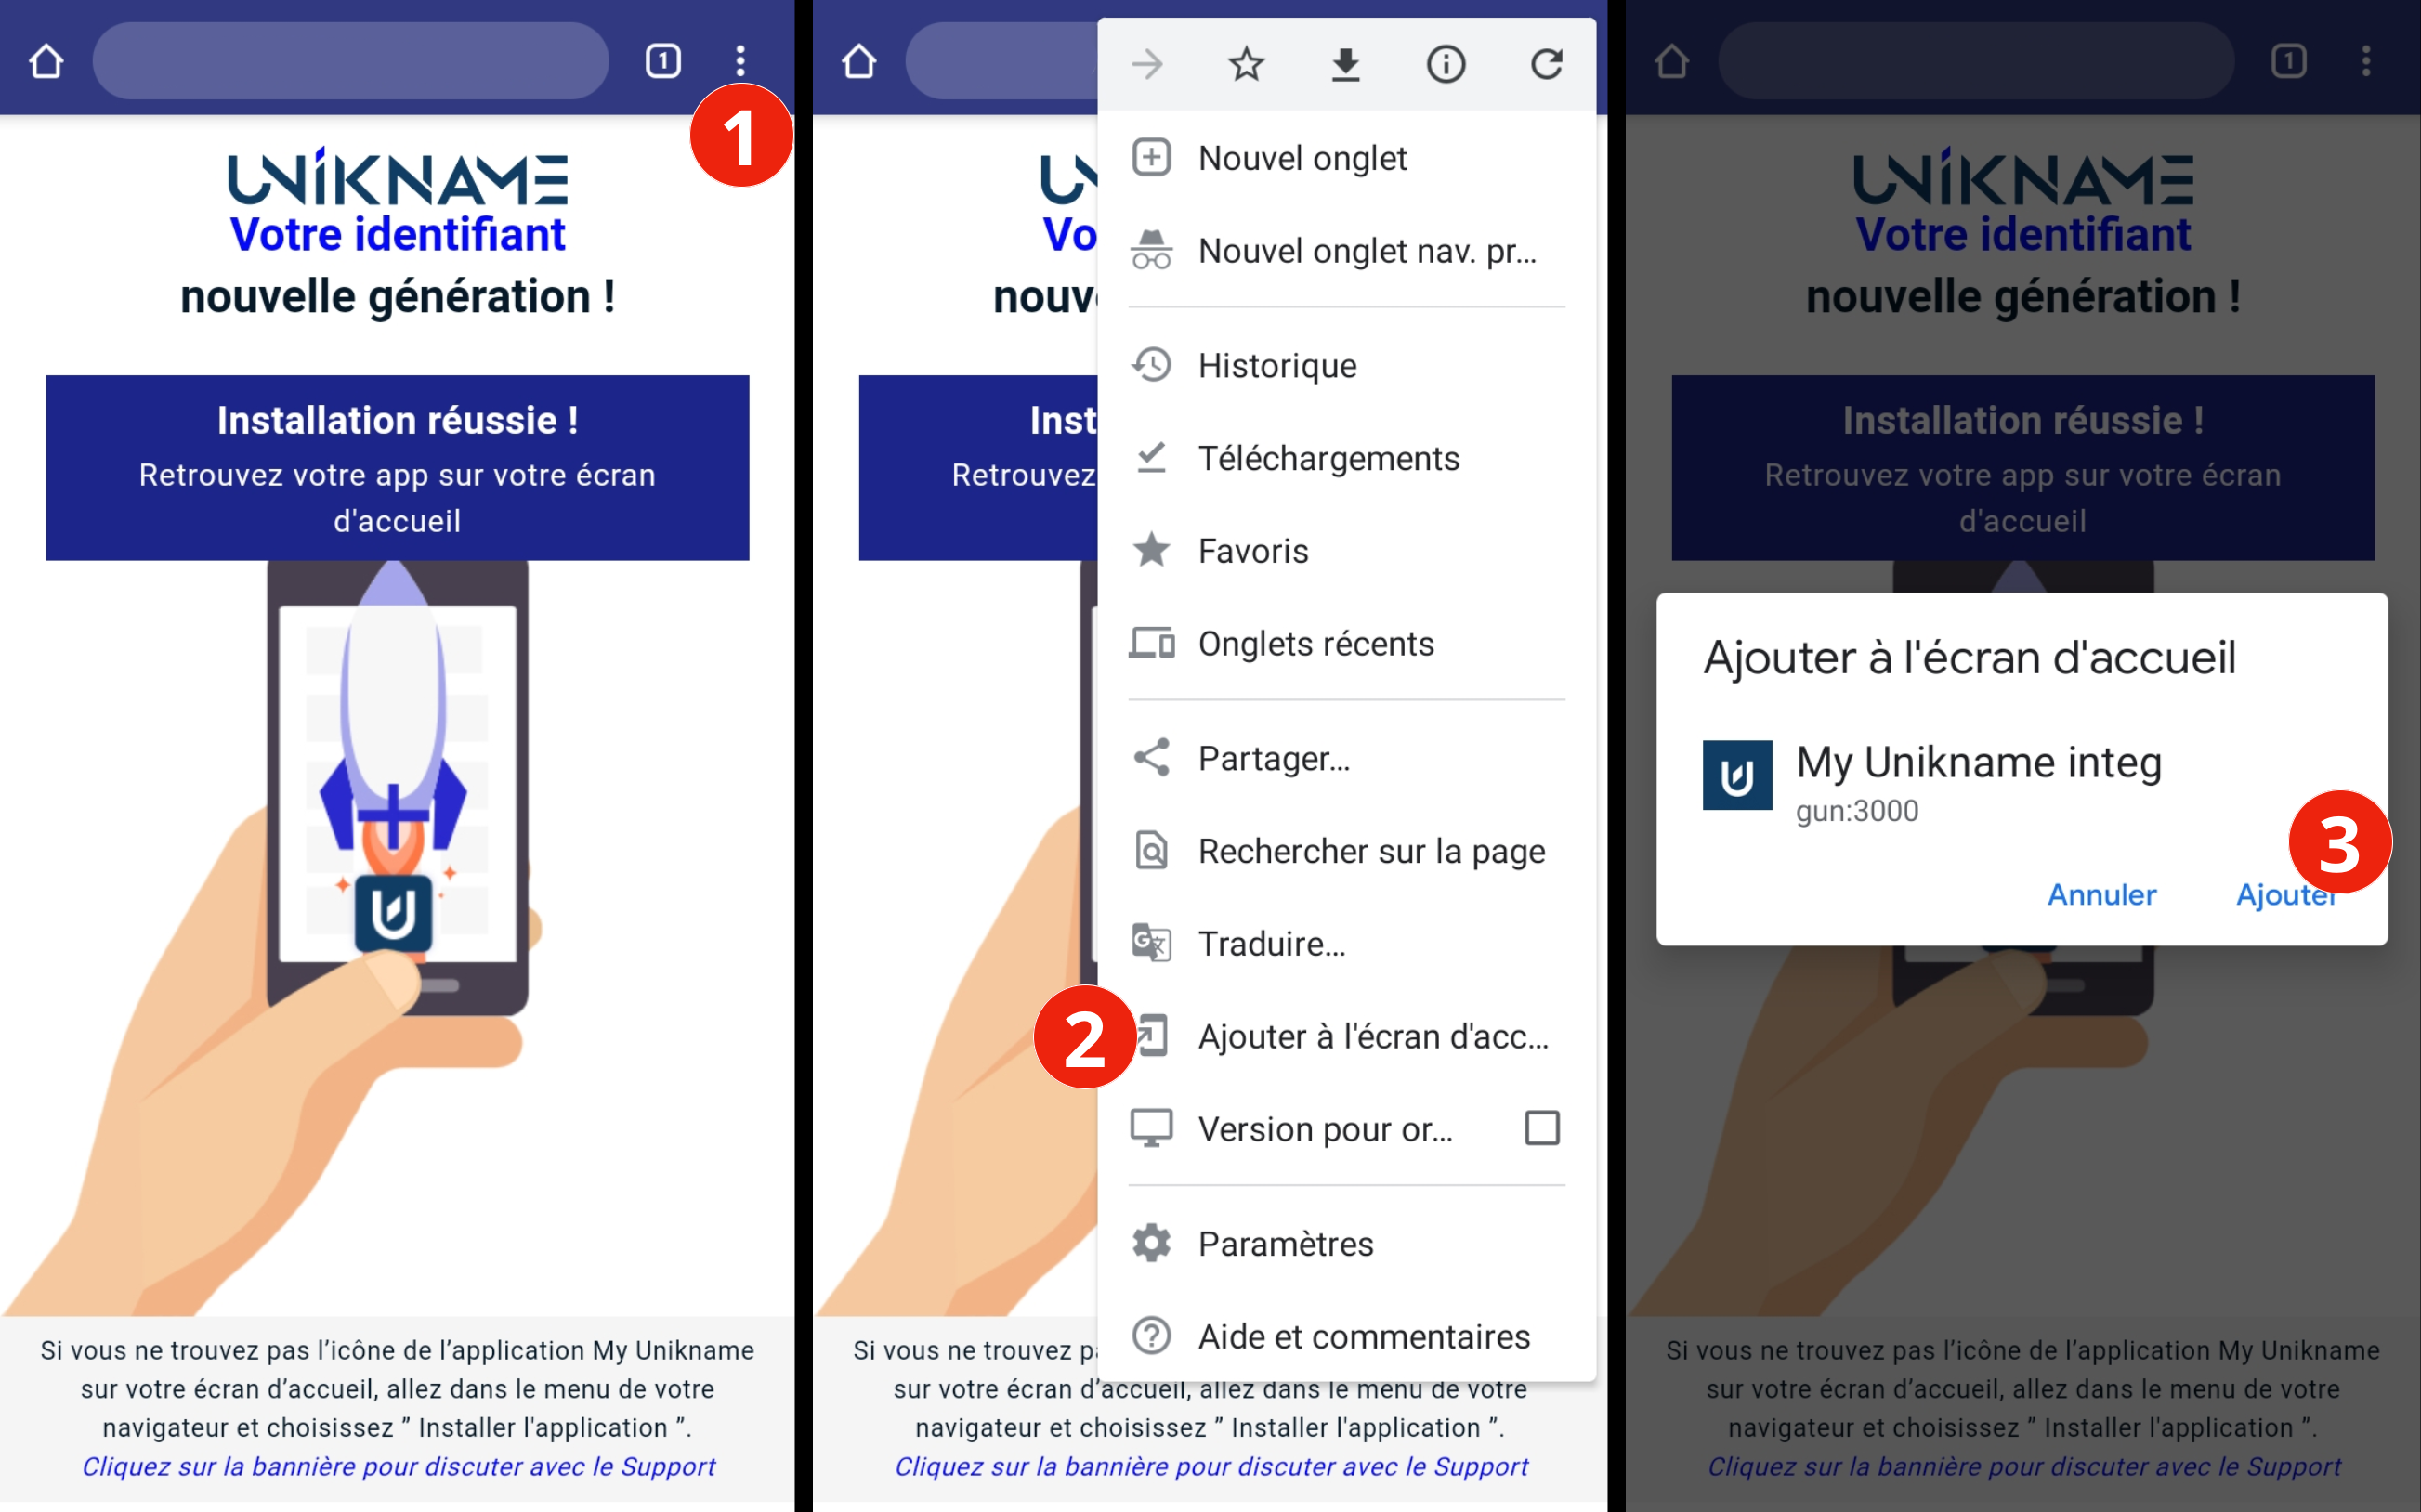 1
1
UNIKNAME
Votre identifiant
nouvelle génération !
Installation réussie !
Retrouvez votre app sur votre écran
d'accueil
Si vous ne trouvez pas l’icône de l’application My Unikname
sur votre écran d’accueil, allez dans le menu de votre
navigateur et choisissez ” Installer l'application ”.
Cliquez sur la bannière pour discuter avec le Support
UN
Vo
nouv
Inst
Retrouvez
Nouvel onglet
Nouvel onglet nav. pr...
Historique
Téléchargements
Favoris
Onglets récents
Partager...
Rechercher sur la page
Traduire...
2
Ajouter à l'écran d'acc...
Version pour or...
Paramètres
Aide et commentaires
Si vous ne trouvez p
sur votre écran d’accueil, allez dans le menu de votre
navigateur et choisissez ” Installer l'application ”.
Cliquez sur la bannière pour discuter avec le Support
1
UNIKNAME
Votre identifiant
nouvelle génération !
Installation réussie !
Retrouvez votre app sur votre écran
d'accueil
Ajouter à l'écran d'accueil
My Unikname integ
gun:3000
3
Annuler Ajouter
Si vous ne trouvez pas l’icône de l’application My Unikname
sur votre écran d’accueil, allez dans le menu de votre
navigateur et choisissez ” Installer l'application ”.
Cliquez sur la bannière pour discuter avec le Support